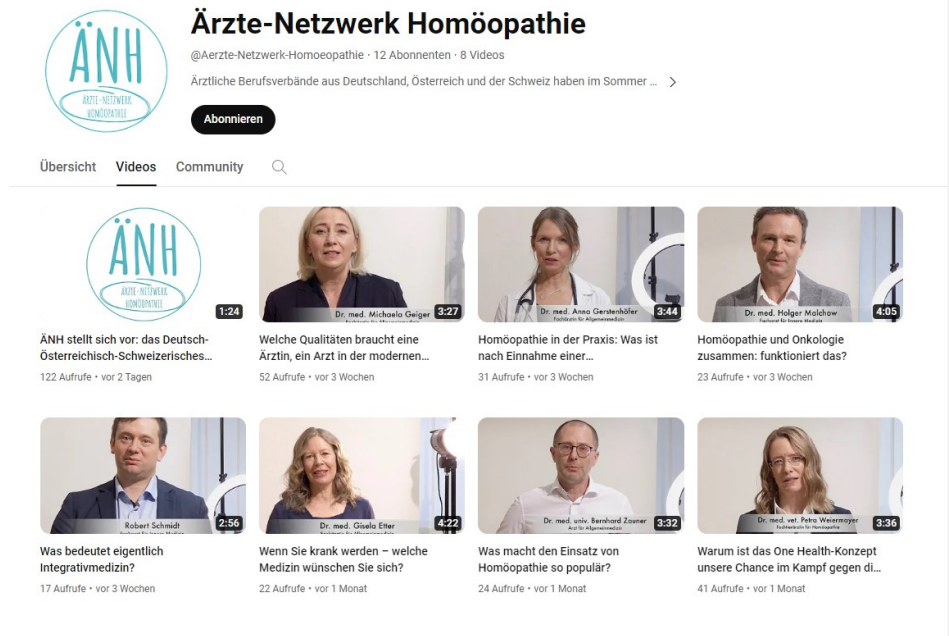 ÄNH
ÄRZTE-NETZWERK
HOMÖOPATHIE
Ärzte-Netzwerk Homöopathie
@Aerzte-Netzwerk-Homoeopathie · 12 Abonnenten · 8 Videos
Ärztliche Berufsverbände aus Deutschland, Österreich und der Schweiz haben im Sommer ...
Abonnieren
Übersicht Videos Community
ÄNH
ÄRZTE-NETZWERK
HOMÖOPATHIE
1:24
Dr. med. Michaela Geiger
Fachärztin für Allgemeinmedizin
3:27
Dr. med. Anna Gerstenhöfer
Fachärztin für Allgemeinmedizin
3:44
Dr. med. Holger Malchow
Facharzt für Innere Medizin
4:05
ÄNH stellt sich vor: das Deutsch-
Österreichisch-Schweizerisches...
122 Aufrufe • vor 2 Tagen
Welche Qualitäten braucht eine
Ärztin, ein Arzt in der modernen...
52 Aufrufe • vor 3 Wochen
Homöopathie in der Praxis: Was ist
nach Einnahme einer...
31 Aufrufe • vor 3 Wochen
Homöopathie und Onkologie
zusammen: funktioniert das?
23 Aufrufe • vor 3 Wochen
Robert Schmidt
Facharzt für Innere Medizin
2:56
Dr. med. Gisela Etter
Fachärztin für Allgemeinmedizin
4:22
Dr. med. univ. Bernhard Zauner
Arzt für Allgemeinmedizin
3:32
Dr. med. vet. Petra Weiermayer
Fachtierärztin für Homöopathie
3:36
Was bedeutet eigentlich
Integrativmedizin?
17 Aufrufe • vor 3 Wochen
Wenn Sie krank werden – welche
Medizin wünschen Sie sich?
22 Aufrufe • vor 1 Monat
Was macht den Einsatz von
Homöopathie so populär?
24 Aufrufe • vor 1 Monat
Warum ist das One Health-Konzept
unsere Chance im Kampf gegen di...
41 Aufrufe • vor 1 Monat